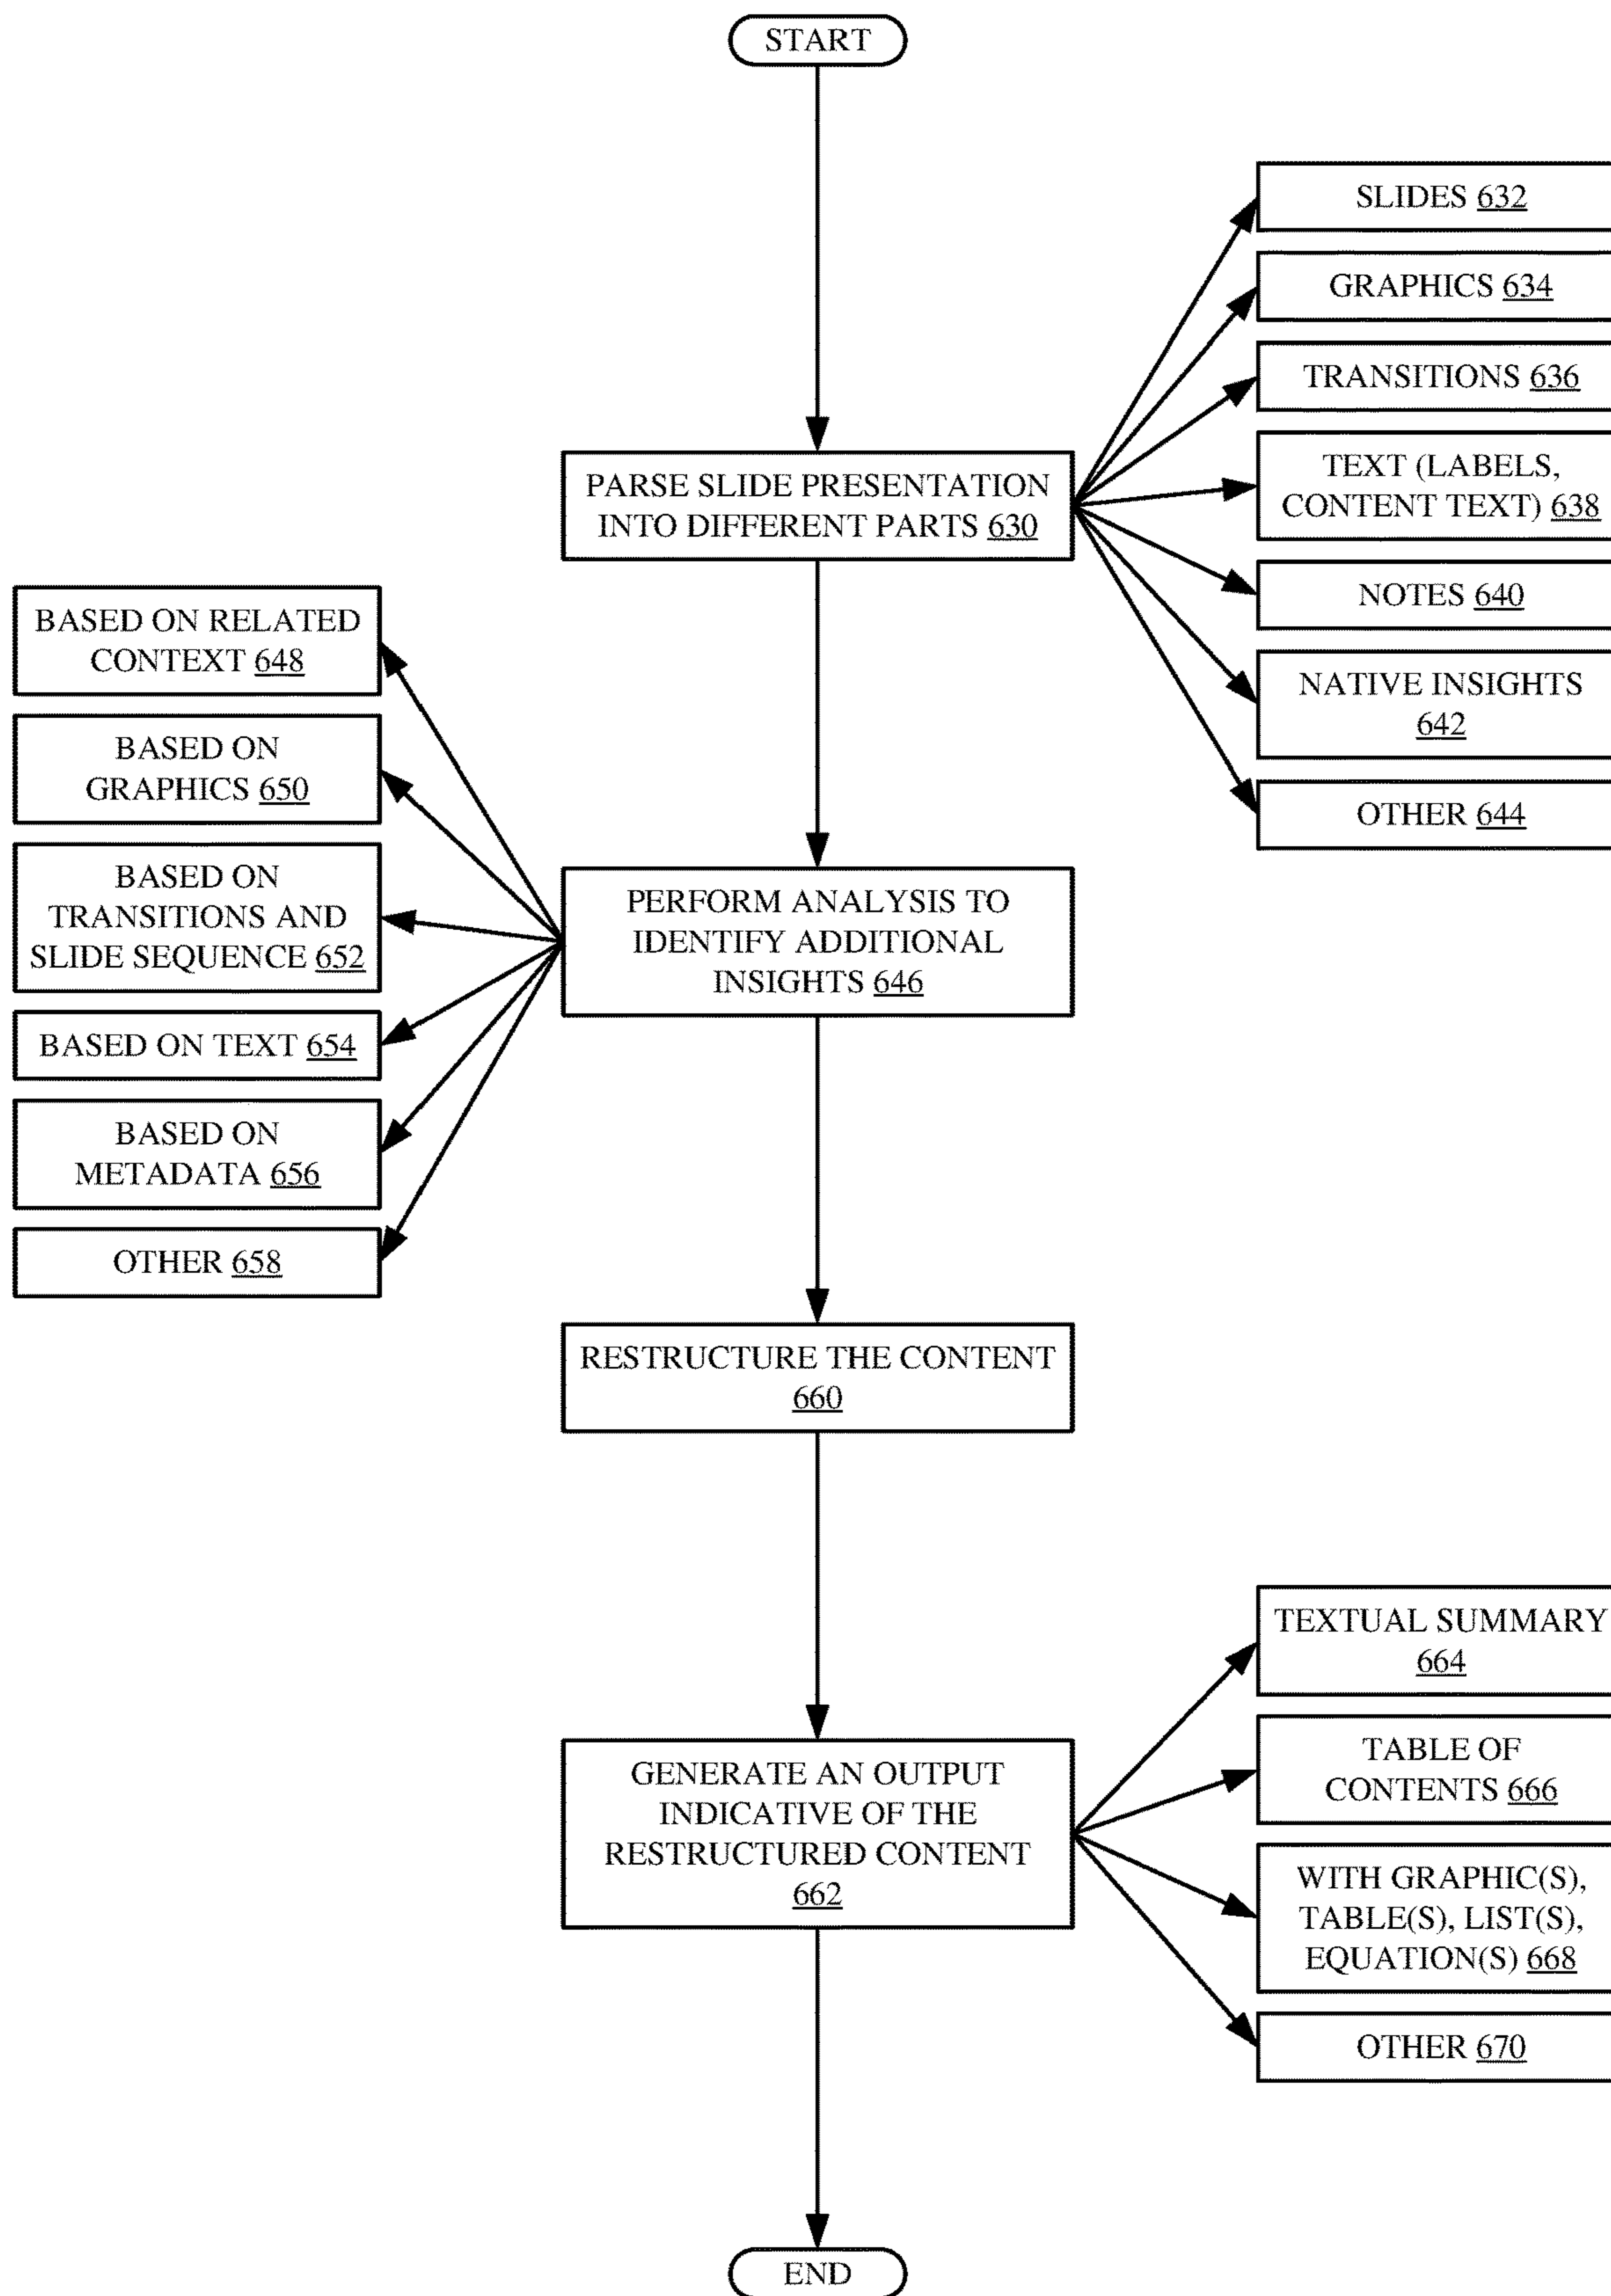 START
SLIDES 632
GRAPHICS 634
TRANSITIONS 636
TEXT (LABELS,
CONTENT TEXT) 638
NOTES 640
NATIVE INSIGHTS
642
OTHER 644
PARSE SLIDE PRESENTATION
INTO DIFFERENT PARTS 630
BASED ON RELATED
CONTEXT 648
BASED ON
GRAPHICS 650
BASED ON
TRANSITIONS AND
SLIDE SEQUENCE 652
BASED ON TEXT 654
BASED ON
METADATA 656
OTHER 658
PERFORM ANALYSIS TO
IDENTIFY ADDITIONAL
INSIGHTS 646
RESTRUCTURE THE CONTENT
660
GENERATE AN OUTPUT
INDICATIVE OF THE
RESTRUCTURED CONTENT
662
TEXTUAL SUMMARY
664
TABLE OF
CONTENTS 666
WITH GRAPHIC(S),
TABLE(S), LIST(S),
EQUATION(S) 668
OTHER 670
END